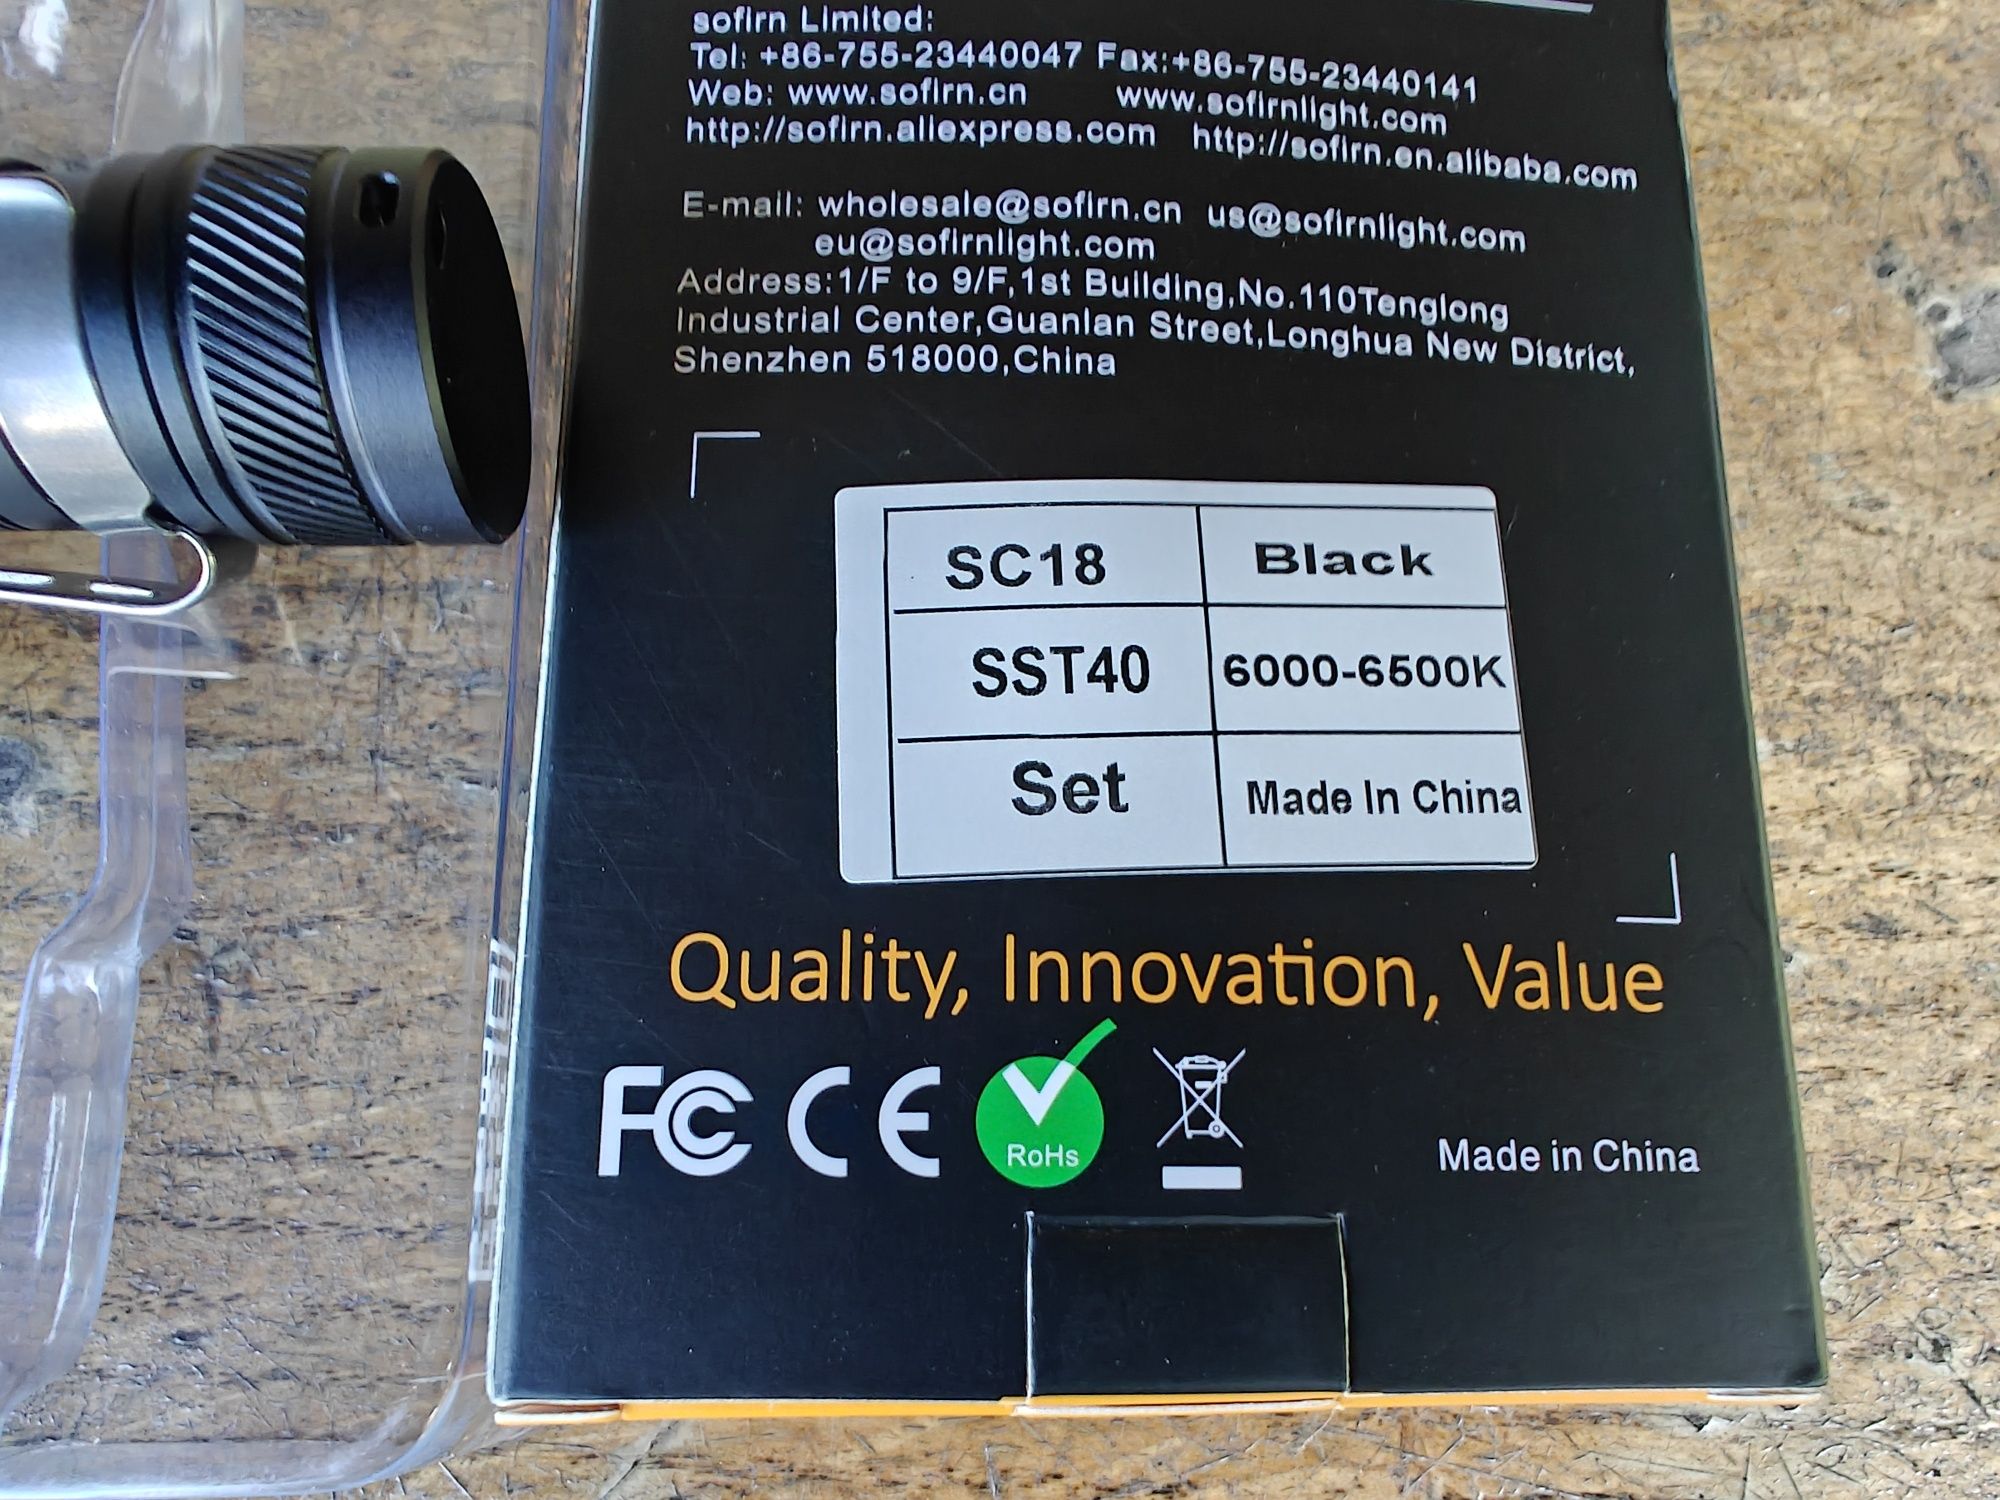 sofirn Limited:
Tel: +86-755-23440047 Fax:+86-755-23440141
Web: www.sofirn.cn www.sofirnlight.com
http://sofirn.aliexpress.com http://sofirn.en.alibaba.com
E-mail: wholesale@sofirn.cn us@sofirnlight.com
eu@sofirnlight.com
Address:1/F to 9/F,1st Building,No.110Tenglong
Industrial Center,Guanlan Street,Longhua New District,
Shenzhen 518000,China
SC18 Black
SST40 6000-6500K
Set Made In China
Quality, Innovation, Value
FC CE RoHs
Made in China